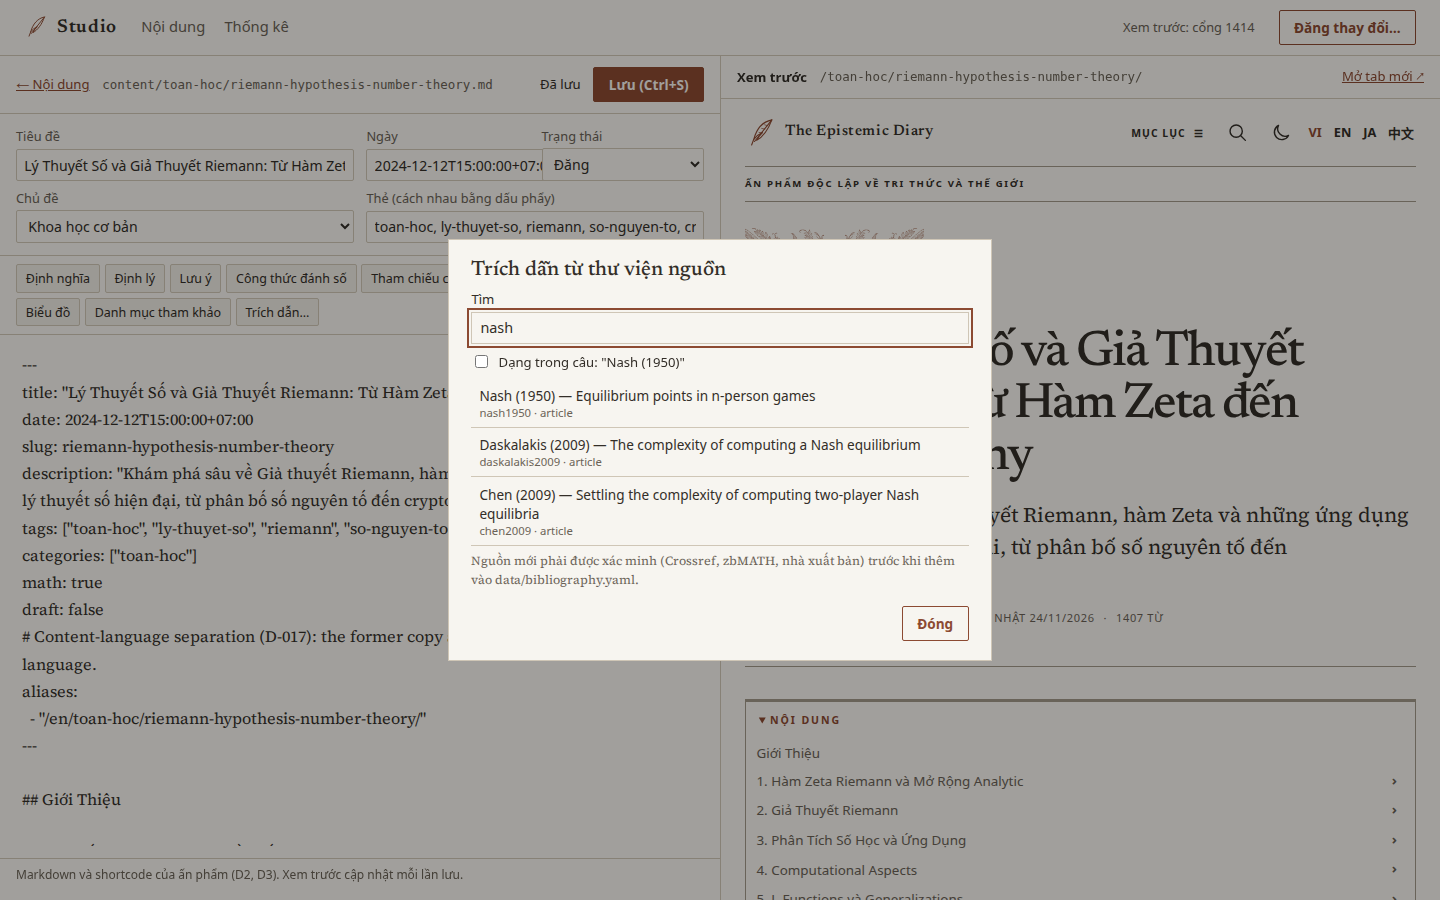 Studio Nội dung Thống kê
Xem trước: cổng 1414
Đăng thay đổi…
← Nội dung content/toan-hoc/riemann-hypothesis-number-theory.md
Đã lưu
Lưu (Ctrl+S)
Tiêu đề
Lý Thuyết Số và Giả Thuyết Riemann: Từ Hàm Zet
Ngày
2024-12-12T15:00:00+07:0
Trạng thái
Đăng
Chủ đề
Khoa học cơ bản
Thẻ (cách nhau bằng dấu phẩy)
toan-hoc, ly-thuyet-so, riemann, so-nguyen-to, cr
Định nghĩa Định lý Lưu ý Công thức đánh số Tham chiếu c
Biểu đồ Danh mục tham khảo Trích dẫn…
---
title: "Lý Thuyết Số và Giả Thuyết Riemann: Từ Hàm Zet
date: 2024-12-12T15:00:00+07:00
slug: riemann-hypothesis-number-theory
description: "Khám phá sâu về Giả thuyết Riemann, hàm
lý thuyết số hiện đại, từ phân bố số nguyên tố đến crypto
tags: ["toan-hoc", "ly-thuyet-so", "riemann", "so-nguyen-to
categories: ["toan-hoc"]
math: true
draft: false
# Content-language separation (D-017): the former copy
language.
aliases:
- "/en/toan-hoc/riemann-hypothesis-number-theory/"
---
## Giới Thiệu
Markdown và shortcode của ấn phẩm (D2, D3). Xem trước cập nhật mỗi lần lưu.
Trích dẫn từ thư viện nguồn
Tìm
nash
Dạng trong câu: "Nash (1950)"
Nash (1950) — Equilibrium points in n-person games
nash1950 · article
Daskalakis (2009) — The complexity of computing a Nash equilibrium
daskalakis2009 · article
Chen (2009) — Settling the complexity of computing two-player Nash
equilibria
chen2009 · article
Nguồn mới phải được xác minh (Crossref, zbMATH, nhà xuất bản) trước khi thêm
vào data/bibliography.yaml.
Đóng
Xem trước /toan-hoc/riemann-hypothesis-number-theory/
Mở tab mới ↗
The Epistemic Diary
MỤC LỤC ☰ VI EN JA 中文
ẤN PHẨM ĐỘC LẬP VỀ TRI THỨC VÀ THẾ GIỚI
ố và Giả Thuyết
ừ Hàm Zeta đến
hy
yết Riemann, hàm Zeta và những ứng dụng
i, từ phân bố số nguyên tố đến
NHẬT 24/11/2026 · 1407 TỪ
▾ NỘI DUNG
Giới Thiệu
1. Hàm Zeta Riemann và Mở Rộng Analytic ›
2. Giả Thuyết Riemann ›
3. Phân Tích Số Học và Ứng Dụng ›
4. Computational Aspects ›
5. L-Functions và Generalizations ›